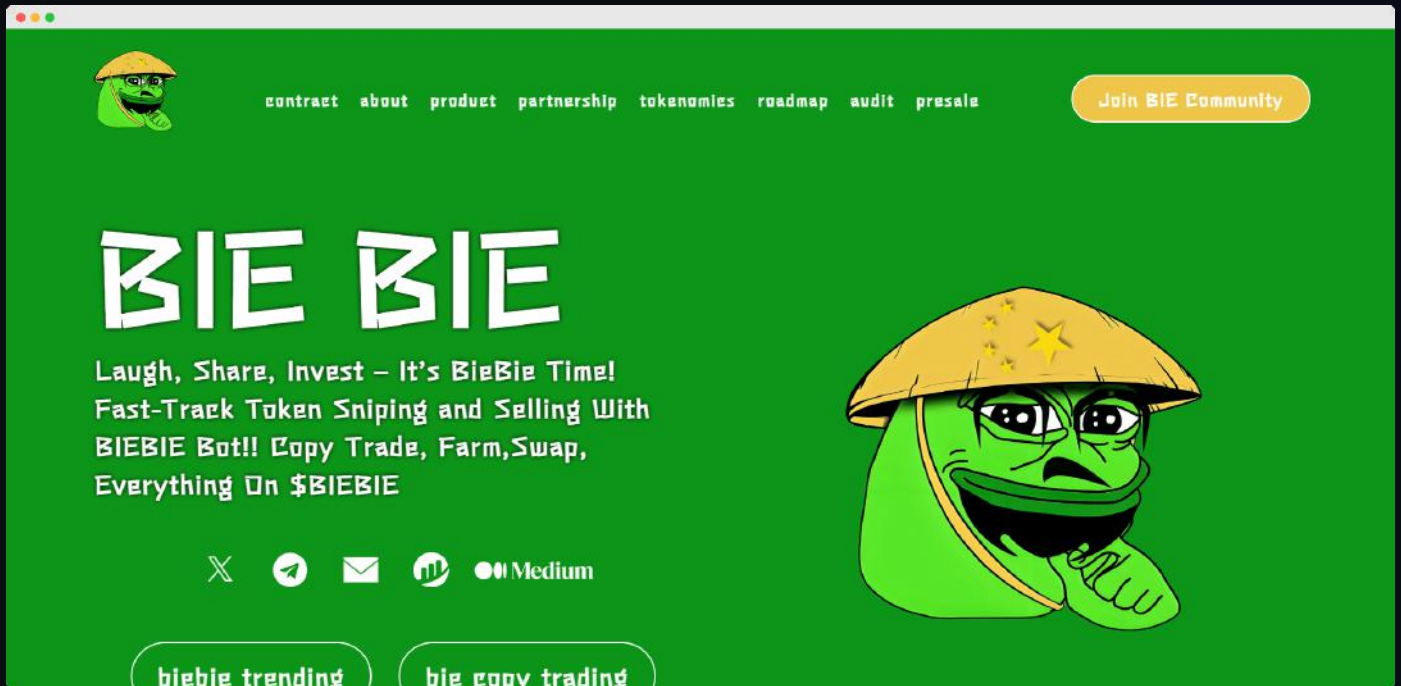 contract about product partnership tokenomics roadmap audit presale
Join BIE Community
BIE BIE
Laugh, Share, Invest – It's BieBie Time!
Fast-Track Token Sniping and Selling With
BIEBIE Bot!! Copy Trade, Farm,Swap,
Everything On $BIEBIE
Medium
biebie trending
bie copy trading